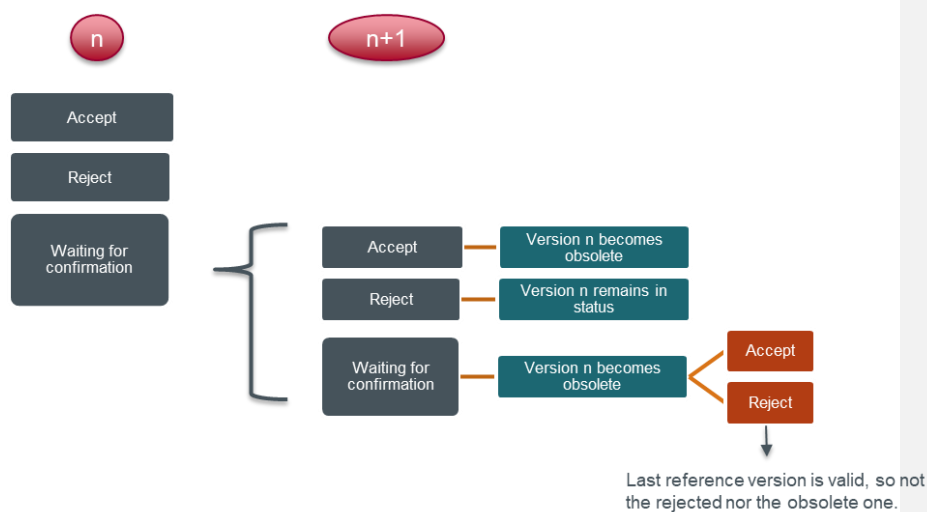 n
n+1
Accept
Reject
Waiting for
confirmation
Accept
Version n becomes
obsolete
Reject
Version n remains in
status
Waiting for
confirmation
Version n becomes
obsolete
Accept
Reject
Last reference version is valid, so not
the rejected nor the obsolete one.